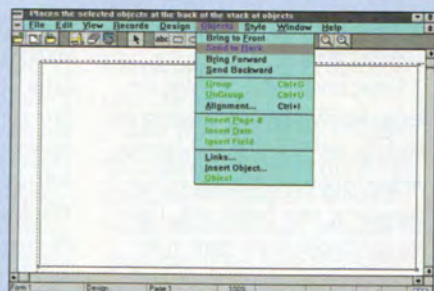 Places the selected objects at the back of the stack of objects
File Edit View Records Design Objects Style Window Help
abc
Bring to Front
Send to Back
Bring Forward
Send Backward
Group Ctrl+G
UnGroup Ctrl+U
Alignment... Ctrl+I
Insert Page #
Insert Date
Insert Field
Links...
Insert Object...
Object
Form 1 Design Page 1 100%